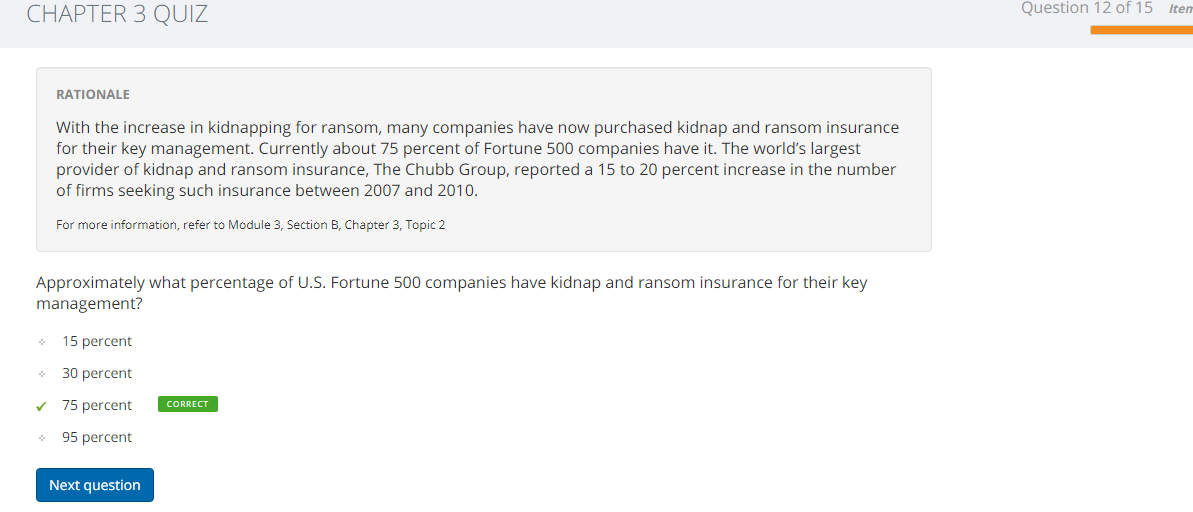 CHAPTER 3 QUIZ
Question 12 of 15
RATIONALE
With the increase in kidnapping for ransom, many companies have now purchased kidnap and ransom insurance
for their key management. Currently about 75 percent of Fortune 500 companies have it. The world's largest
provider of kidnap and ransom insurance, The Chubb Group, reported a 15 to 20 percent increase in the number
of firms seeking such insurance between 2007 and 2010.
For more information, refer to Module 3, Section B, Chapter 3, Topic 2
Approximately what percentage of U.S. Fortune 500 companies have kidnap and ransom insurance for their key
management?
15 percent
30 percent
75 percent CORRECT
95 percent
Next question